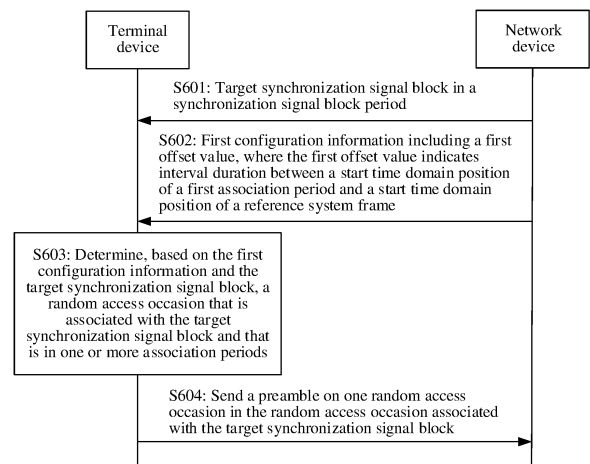 Terminal
device
Network
device
S601: Target synchronization signal block in a
synchronization signal block period
S602: First configuration information including a first
offset value, where the first offset value indicates
interval duration between a start time domain position
of a first association period and a start time domain
position of a reference system frame
S603: Determine, based on the first
configuration information and the
target synchronization signal block, a
random access occasion that is
associated with the target
synchronization signal block and that
is in one or more association periods
S604: Send a preamble on one random access
occasion in the random access occasion associated
with the target synchronization signal block